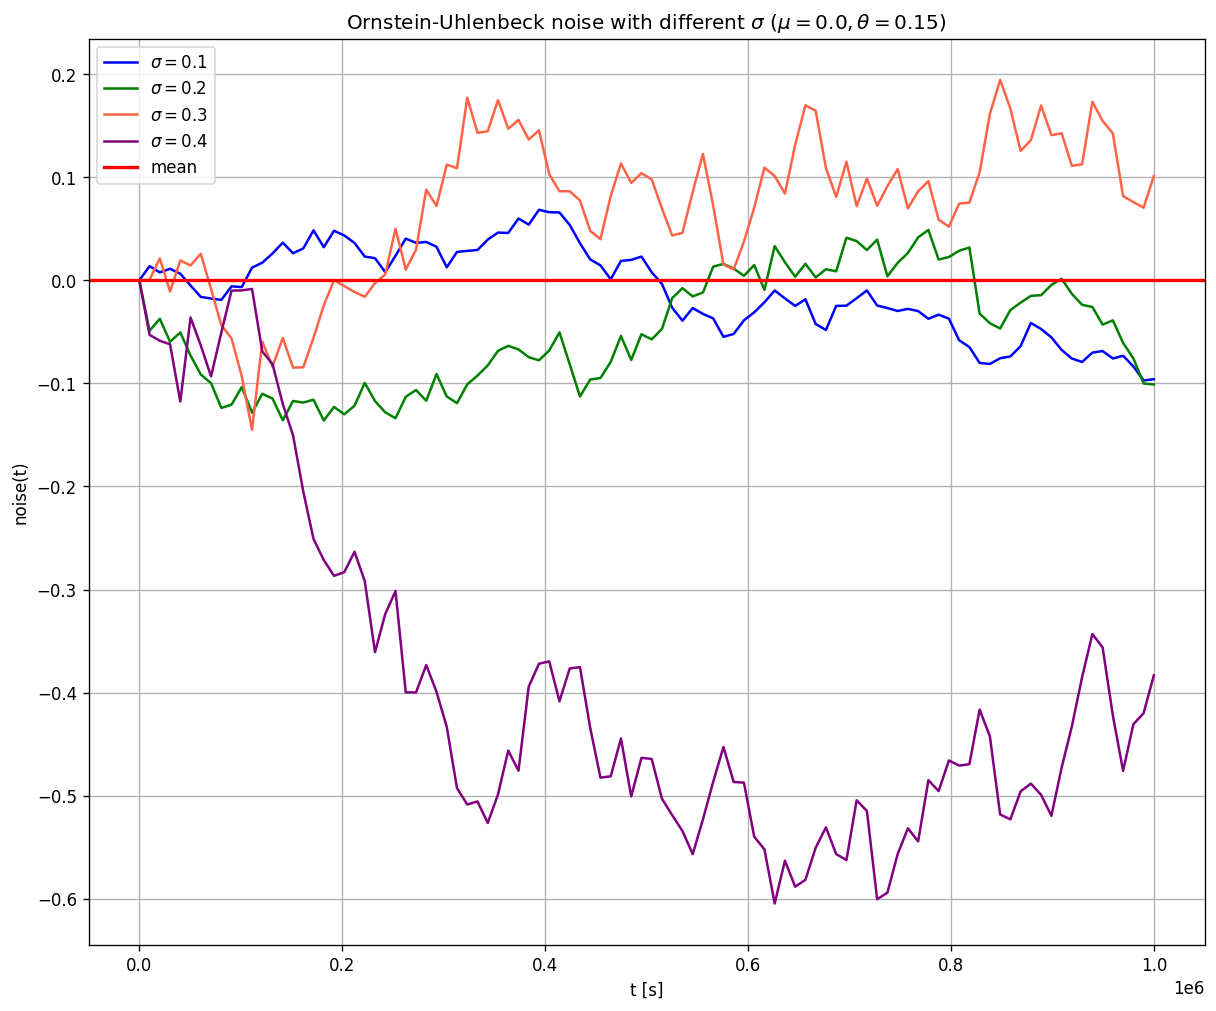 Ornstein-Uhlenbeck noise with different σ (μ = 0.0, θ = 0.15)
σ = 0.1
σ = 0.2
σ = 0.3
σ = 0.4
mean
noise(t)
0.2
0.1
0.0
−0.1
−0.2
−0.3
−0.4
−0.5
−0.6
0.0 0.2 0.4 0.6 0.8 1.0
t [s]
1e6